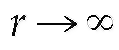 r → ∞